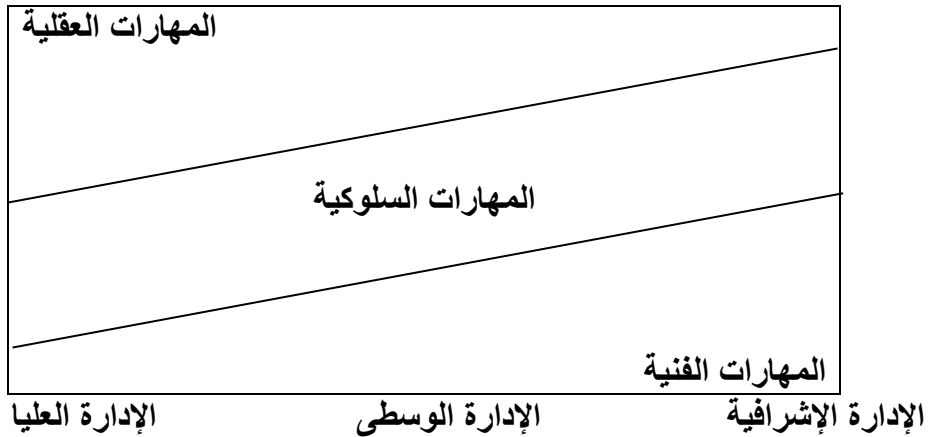 المهارات العقلية
المهارات السلوكية
المهارات الفنية
الإدارة الإشرافية الإدارة الوسطى الإدارة العليا